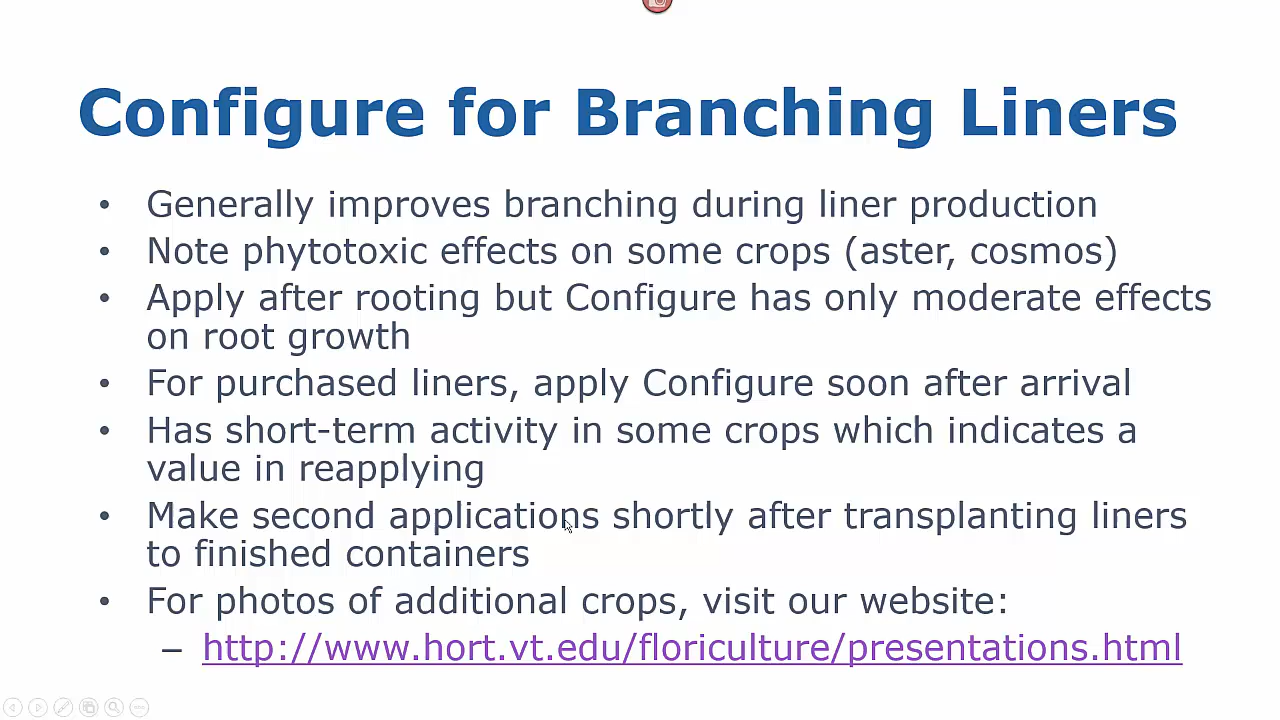 Configure for Branching Liners
• Generally improves branching during liner production
• Note phytotoxic effects on some crops (aster, cosmos)
• Apply after rooting but Configure has only moderate effects
on root growth
• For purchased liners, apply Configure soon after arrival
• Has short-term activity in some crops which indicates a
value in reapplying
• Make second applications shortly after transplanting liners
to finished containers
• For photos of additional crops, visit our website:
– http://www.hort.vt.edu/floriculture/presentations.html